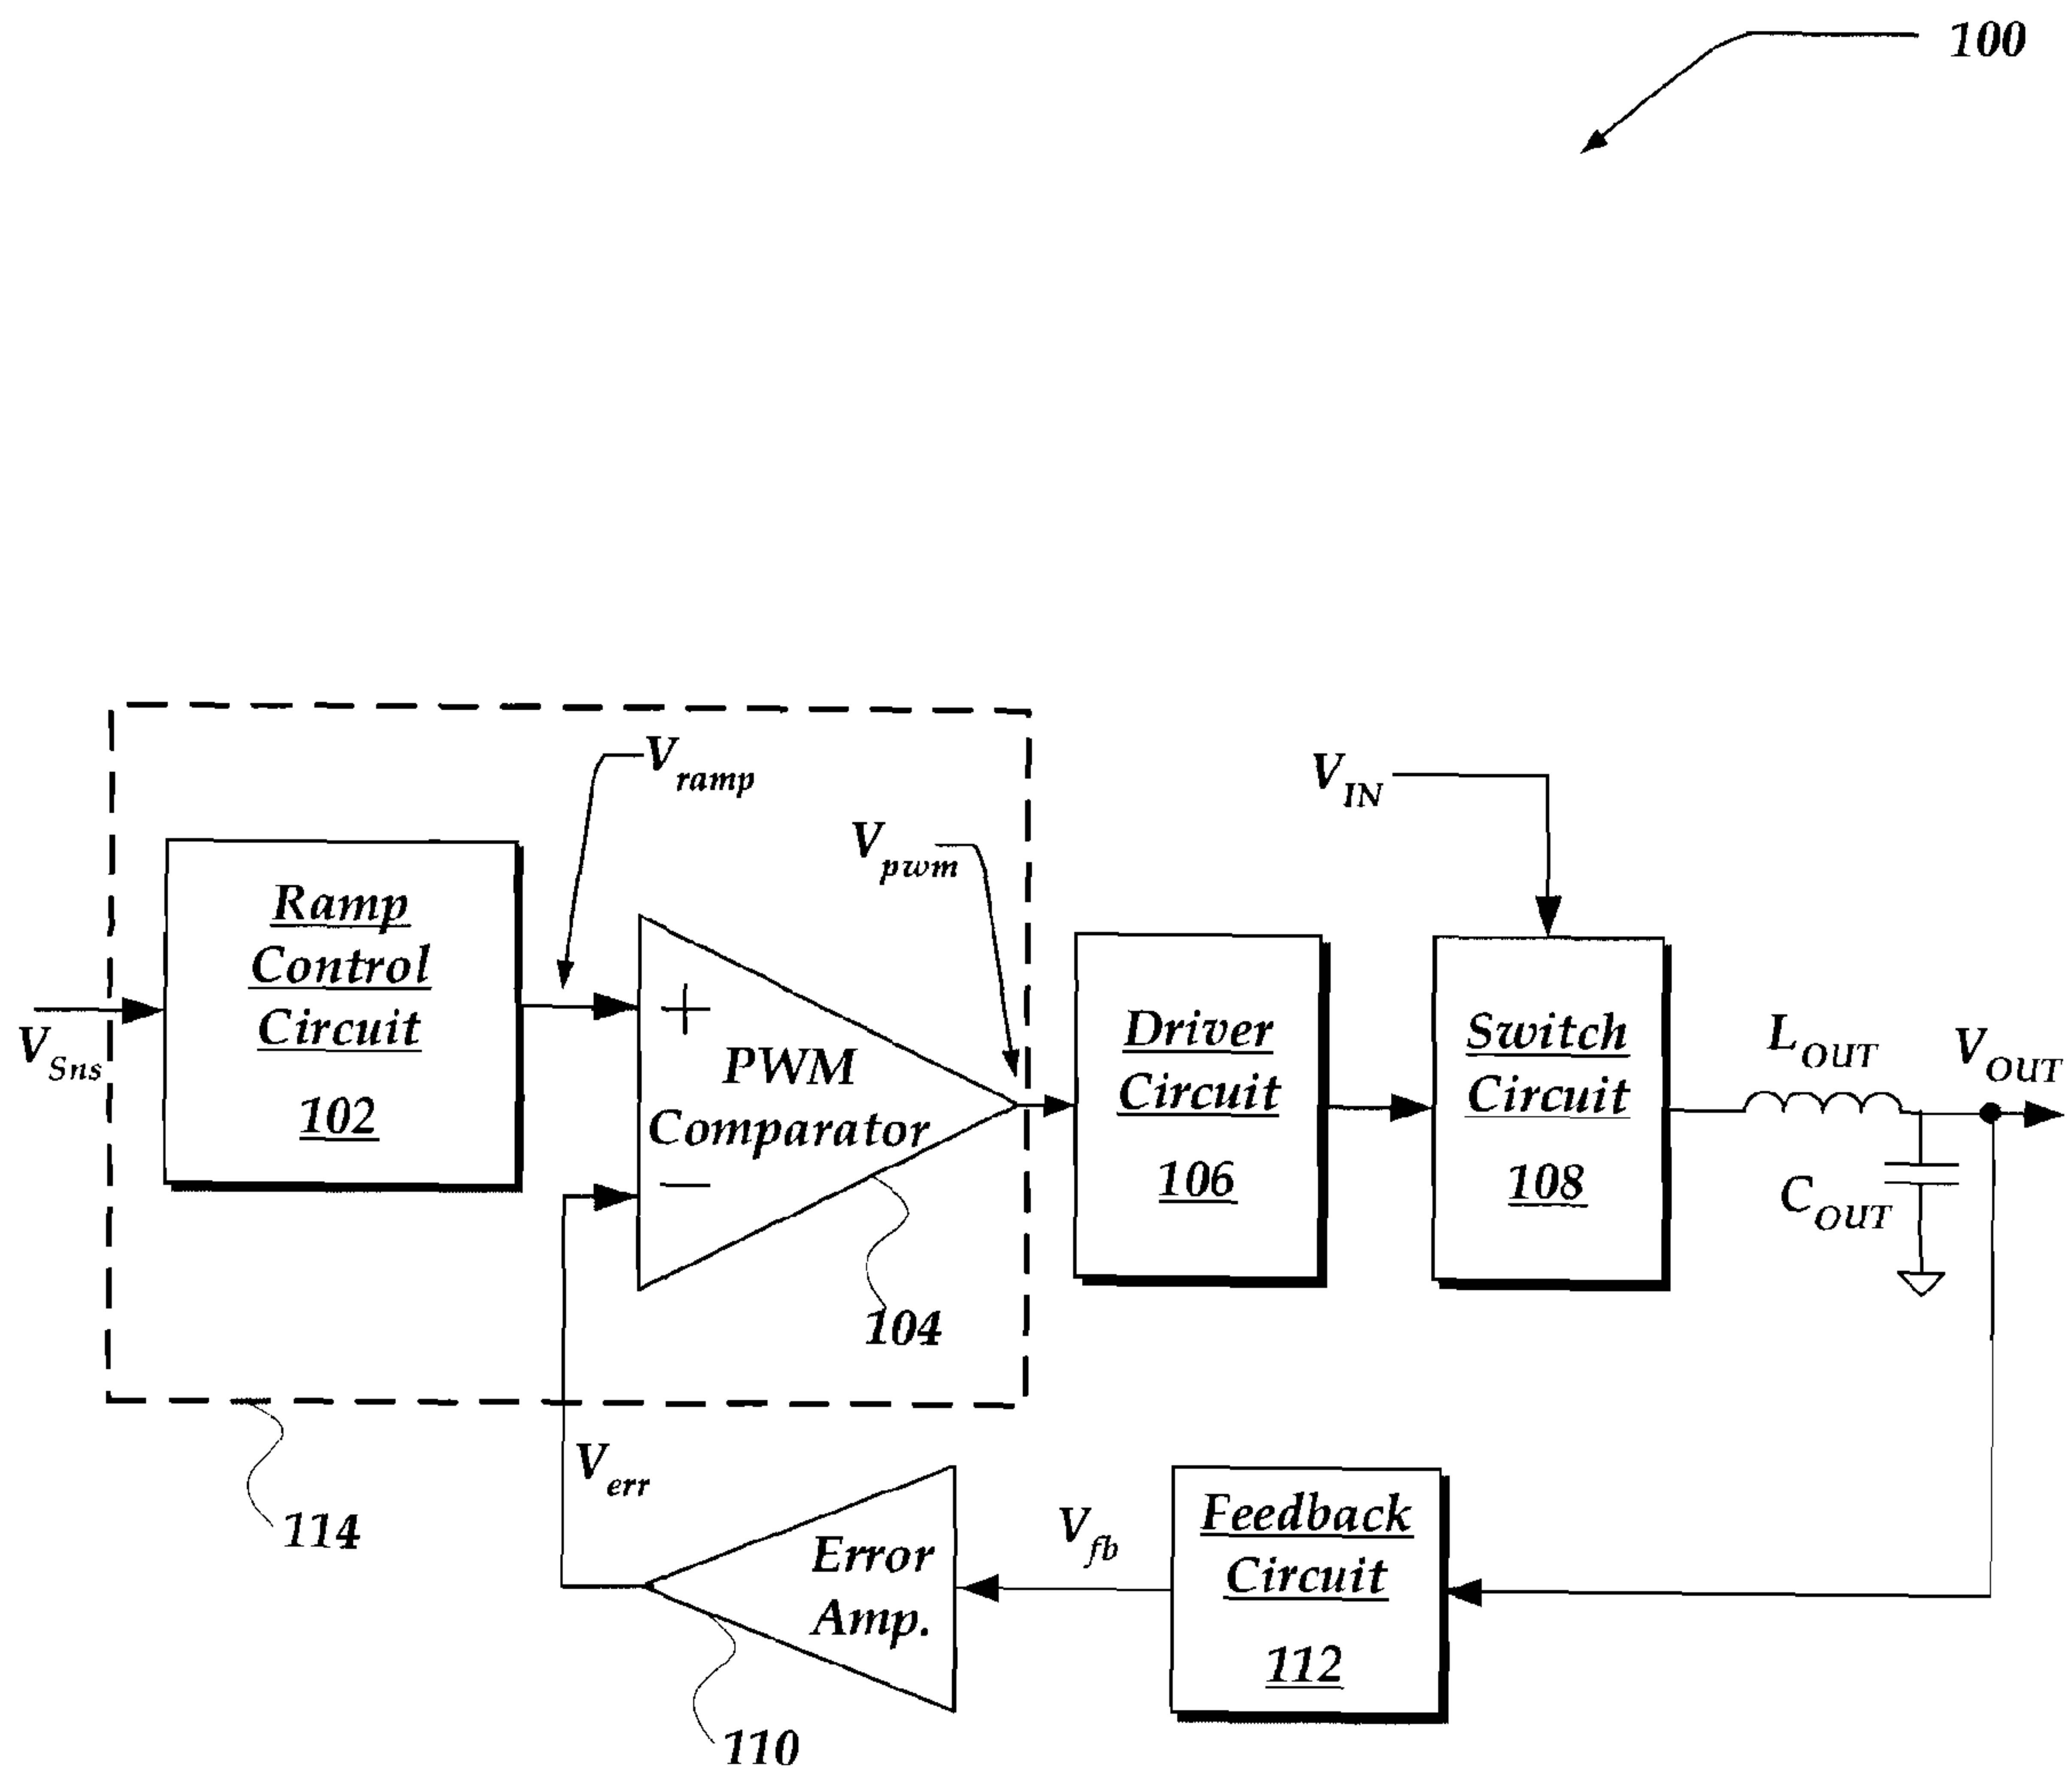 100
V_ramp
V_pwm
V_IN
V_Sns
Ramp
Control
Circuit
102
+
PWM
Comparator
−
104
Driver
Circuit
106
Switch
Circuit
108
L_OUT
V_OUT
C_OUT
114
V_err
Error
Amp.
110
V_fb
Feedback
Circuit
112